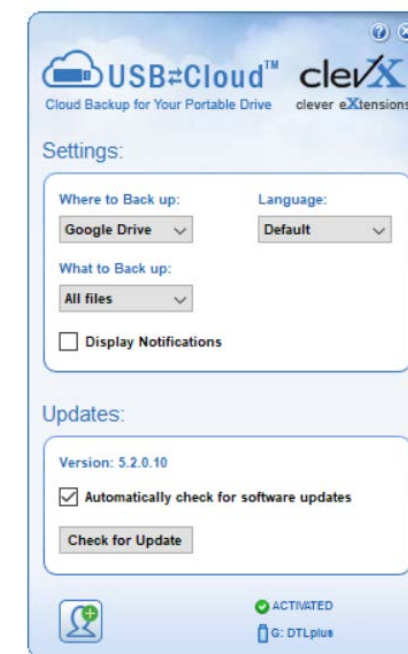 USB⇄Cloud™
clevX
Cloud Backup for Your Portable Drive
clever eXtensions
Settings:
Where to Back up:
Language:
Google Drive
Default
What to Back up:
All files
Display Notifications
Updates:
Version: 5.2.0.10
Automatically check for software updates
Check for Update
ACTIVATED
G: DTLplus